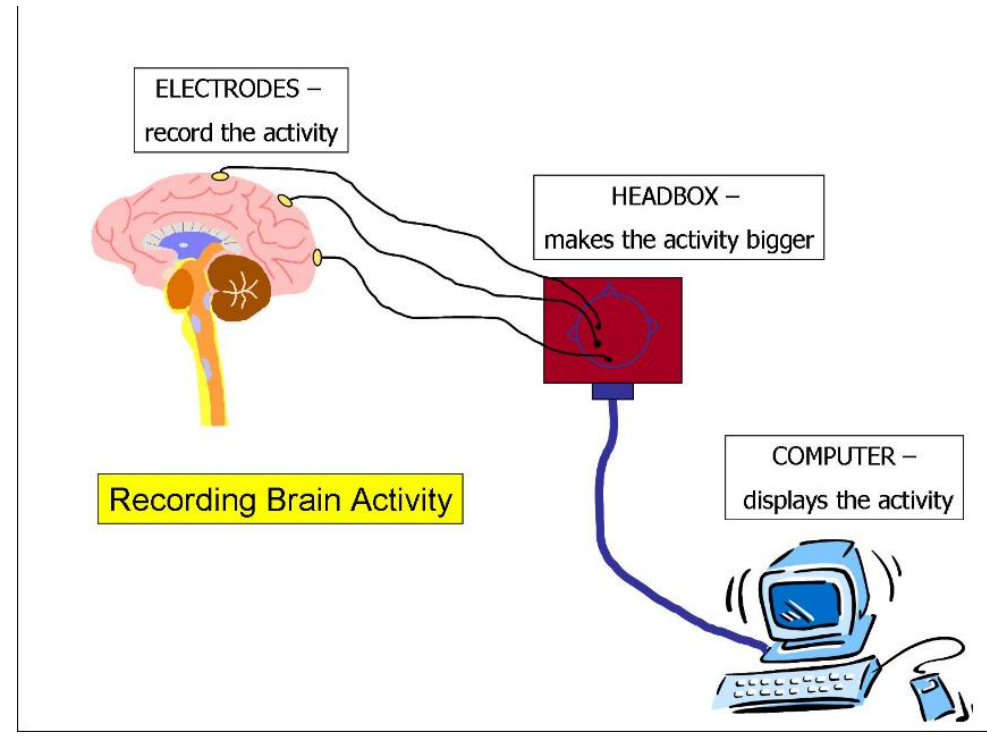 ELECTRODES –
record the activity
HEADBOX –
makes the activity bigger
Recording Brain Activity
COMPUTER –
displays the activity